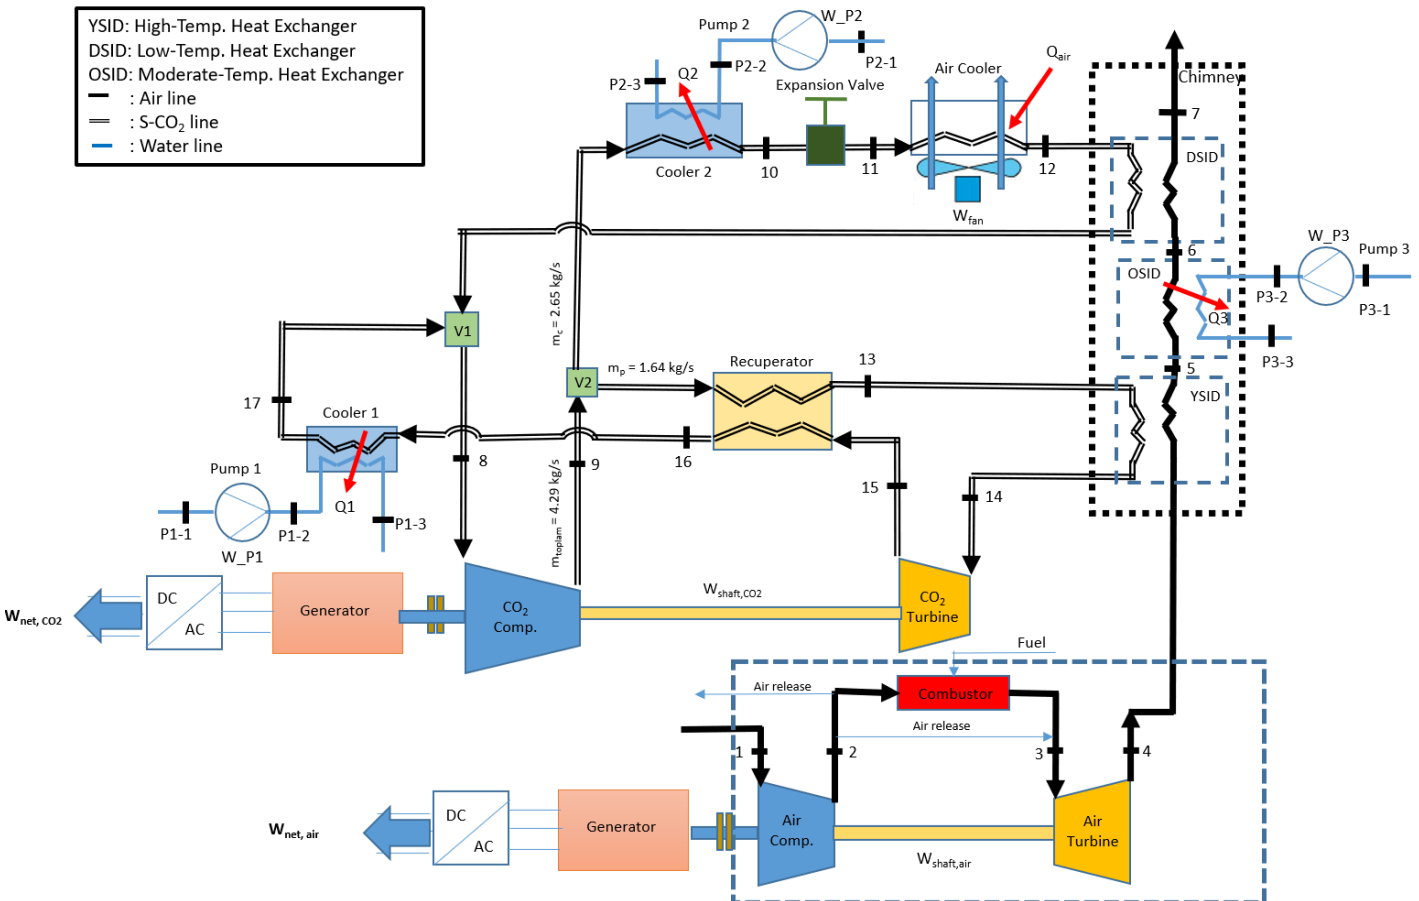 YSID: High-Temp. Heat Exchanger
DSID: Low-Temp. Heat Exchanger
OSID: Moderate-Temp. Heat Exchanger
: Air line
: S-CO₂ line
: Water line
Pump 2
W_P2
P2-1
P2-2
P2-3
Q2
Cooler 2
10
Expansion Valve
11
Air Cooler
Qair
12
Wfan
Chimney
7
DSID
6
OSID
Q3
W_P3
Pump 3
P3-2
P3-1
P3-3
5
YSID
V1
mc = 2.65 kg/s
V2
mp = 1.64 kg/s
Recuperator
13
17
Cooler 1
16
8
9
mtoplam = 4.29 kg/s
15
14
Pump 1
Q1
P1-1
P1-2
P1-3
W_P1
Wnet, CO2
DC
AC
Generator
CO₂
Comp.
Wshaft,CO2
CO₂
Turbine
Fuel
Air release
Combustor
Air release
1
2
3
4
Wnet, air
DC
AC
Generator
Air
Comp.
Wshaft,air
Air
Turbine